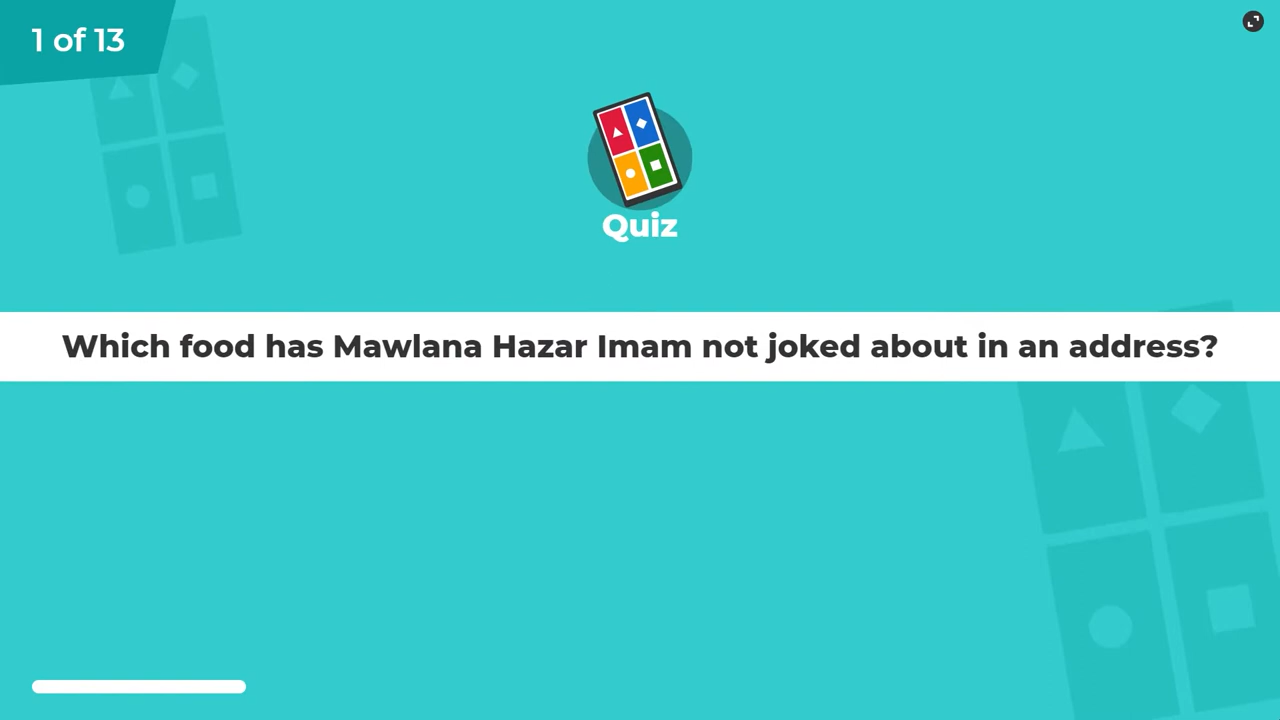 1 of 13
Quiz
Which food has Mawlana Hazar Imam not joked about in an address?